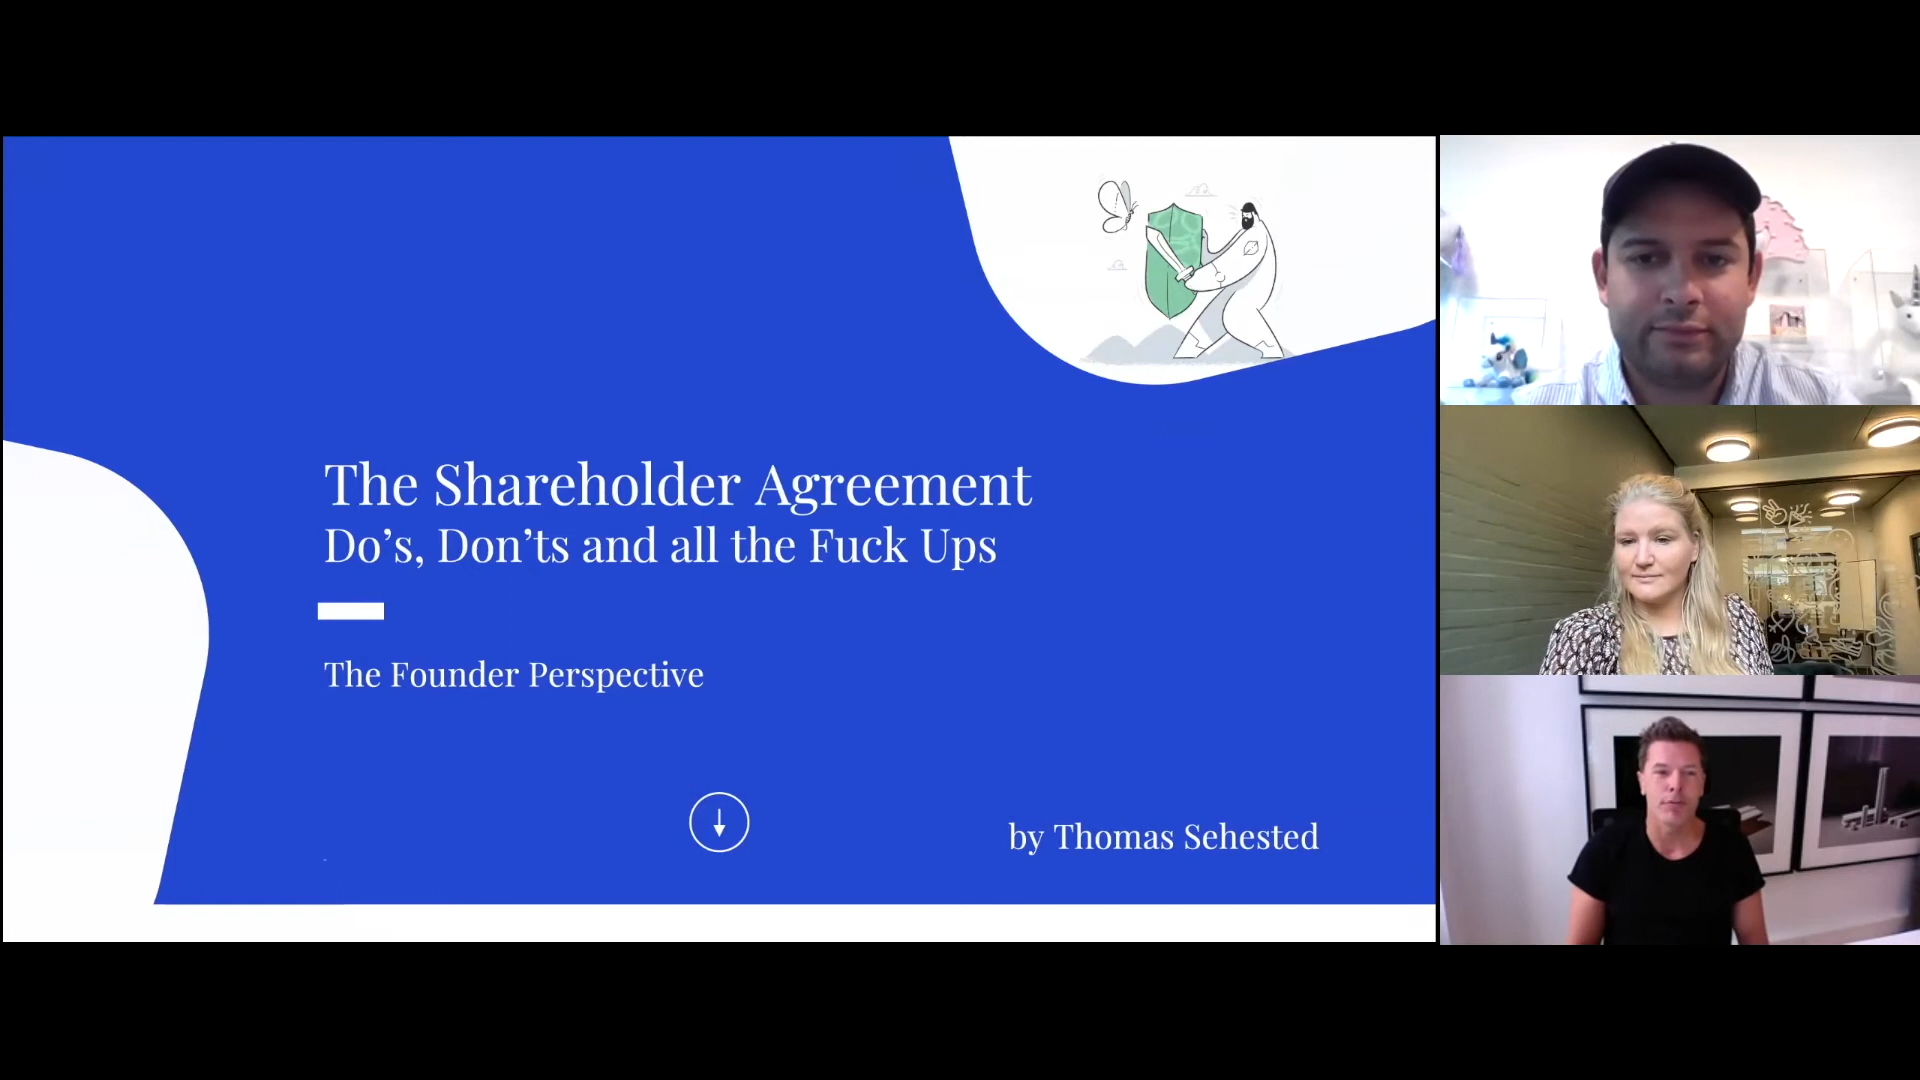 The Shareholder Agreement
Do’s, Don’ts and all the Fuck Ups
The Founder Perspective
by Thomas Sehested